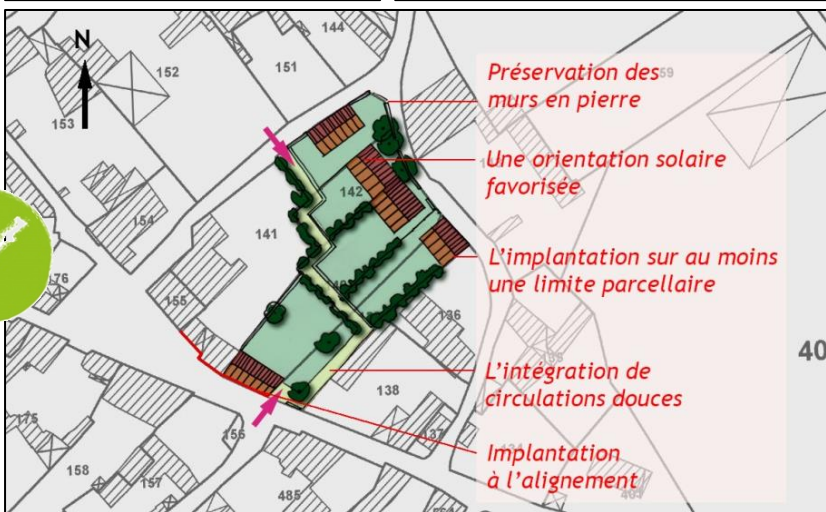 N
144
151
152
153
154
Préservation des
murs en pierre
59
Une orientation solaire
favorisée
142
141
L'implantation sur au moins
une limite parcellaire
176
155
136
40
L'intégration de
circulations douces
138
137
156
175
158
157
485
Implantation
à l'alignement